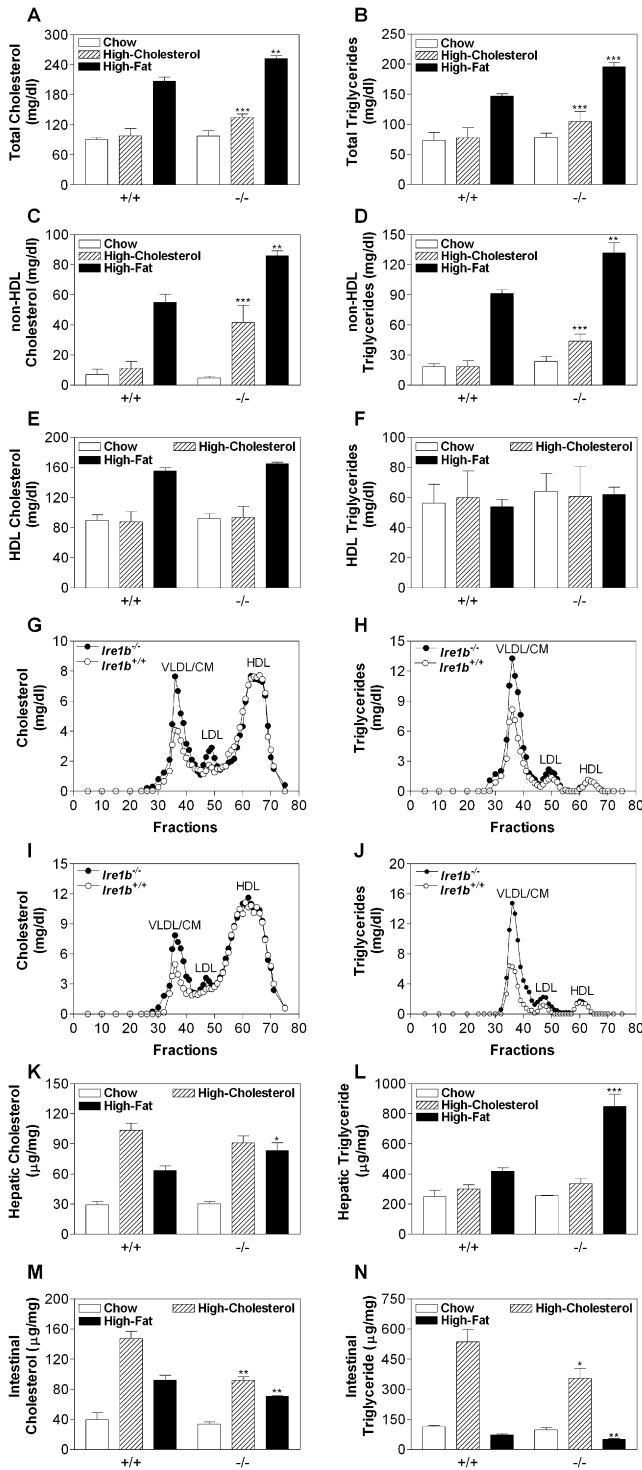 A
Total Cholesterol
(mg/dl)
300
240
180
120
60
0
Chow
High-Cholesterol
High-Fat
**
***
+/+
-/-
B
Total Triglycerides
(mg/dl)
250
200
150
100
50
0
Chow
High-Cholesterol
High-Fat
***
***
+/+
-/-
C
non-HDL
Cholesterol (mg/dl)
100
80
60
40
20
0
Chow
High-Cholesterol
High-Fat
**
***
+/+
-/-
D
non-HDL
Triglycerides (mg/dl)
150
120
90
60
30
0
Chow
High-Cholesterol
High-Fat
**
***
+/+
-/-
E
HDL Cholesterol
(mg/dl)
200
160
120
80
40
0
Chow
High-Cholesterol
High-Fat
+/+
-/-
F
HDL Triglycerides
(mg/dl)
100
80
60
40
20
0
Chow
High-Cholesterol
High-Fat
+/+
-/-
G
Cholesterol
(mg/dl)
10
8
6
4
2
0
Ire1b-/-
Ire1b+/+
VLDL/CM
LDL
HDL
0 10 20 30 40 50 60 70 80
Fractions
H
Triglycerides
(mg/dl)
15
12
9
6
3
0
Ire1b-/-
Ire1b+/+
VLDL/CM
LDL
HDL
0 10 20 30 40 50 60 70 80
Fractions
I
Cholesterol
(mg/dl)
15
12
9
6
3
0
Ire1b-/-
Ire1b+/+
VLDL/CM
LDL
HDL
0 10 20 30 40 50 60 70 80
Fractions
J
Triglycerides
(mg/dl)
20
16
12
8
4
0
Ire1b-/-
Ire1b+/+
VLDL/CM
LDL
HDL
0 10 20 30 40 50 60 70 80
Fractions
K
Hepatic Cholesterol
(μg/mg)
150
120
90
60
30
0
Chow
High-Cholesterol
High-Fat
*
+/+
-/-
L
Hepatic Triglyceride
(μg/mg)
1000
800
600
400
200
0
Chow
High-Cholesterol
High-Fat
***
+/+
-/-
M
Intestinal
Cholesterol (μg/mg)
200
160
120
80
40
0
Chow
High-Cholesterol
High-Fat
**
**
+/+
-/-
N
Intestinal
Triglyceride (μg/mg)
750
600
450
300
150
0
Chow
High-Cholesterol
High-Fat
*
**
+/+
-/-